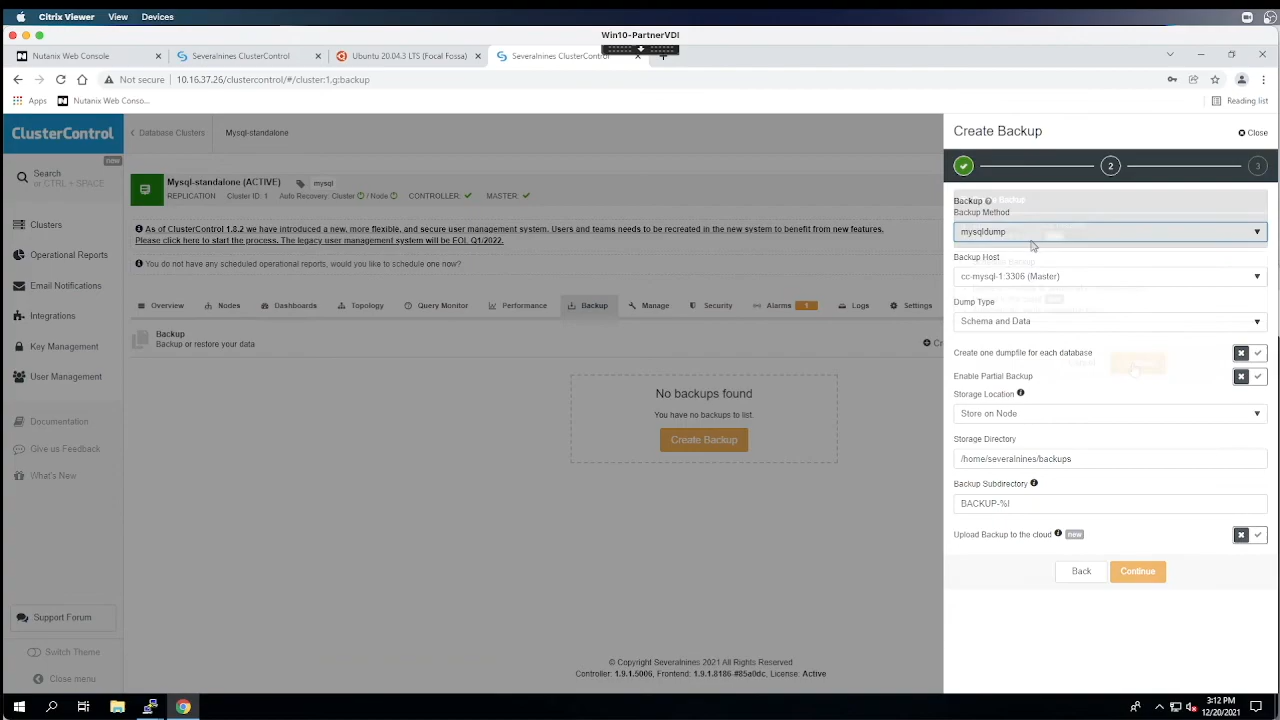 Citrix Viewer View Devices
Win10-PartnerVDI
Nutanix Web Console
Severalnines ClusterControl
Ubuntu 20.04.3 LTS (Focal Fossa)
Severalnines ClusterControl
Not secure 10.16.37.26/clustercontrol/#/cluster:1.g:backup
Apps Nutanix Web Conso...
Reading list
ClusterControl
new
Search
or CTRL + SPACE
Clusters
Operational Reports
Email Notifications
Integrations
Key Management
User Management
Documentation
Give us Feedback
What's New
Support Forum
Switch Theme
Close menu
Database Clusters Mysql-standalone
Mysql-standalone (ACTIVE) mysql
REPLICATION Cluster ID: 1 Auto Recovery: Cluster / Node CONTROLLER: MASTER:
As of ClusterControl 1.8.2 we have introduced a new, more flexible, and secure user management system. Users and teams needs to be recreated in the new system to benefit from new features.
Please click here to start the process. The legacy user management system will be EOL Q1/2022.
You do not have any scheduled operational reports, would you like to schedule one now?
Overview Nodes Dashboards Topology Query Monitor Performance Backup Manage Security Alarms 1 Logs Settings
Backup
Backup or restore your data
No backups found
You have no backups to list.
Create Backup
© Copyright Severalnines 2021 All Rights Reserved
Controller: 1.9.1.5006, Frontend: 1.9.1.8186-#85a0dc, License: Active
Create Backup
Close
2
3
Backup
Backup Method
mysqldump
Backup Host
cc-mysql-1:3306 (Master)
Dump Type
Schema and Data
Create one dumpfile for each database
Enable Partial Backup
Storage Location
Store on Node
Storage Directory
/home/severalnines/backups
Backup Subdirectory
BACKUP-%I
Upload Backup to the cloud new
Back
Continue
3:12 PM
12/20/2021